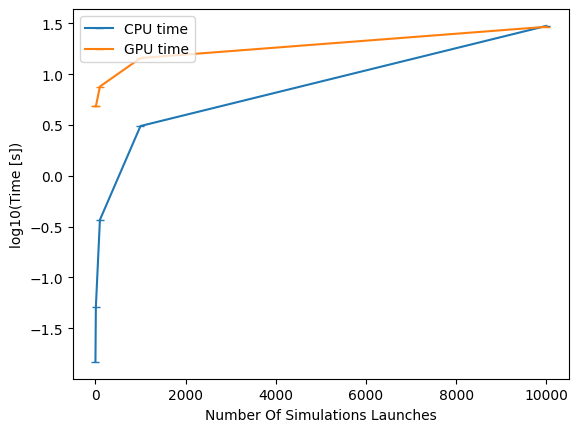 CPU time
GPU time
1.5
1.0
0.5
0.0
−0.5
−1.0
−1.5
log10(Time [s])
0 2000 4000 6000 8000 10000
Number Of Simulations Launches